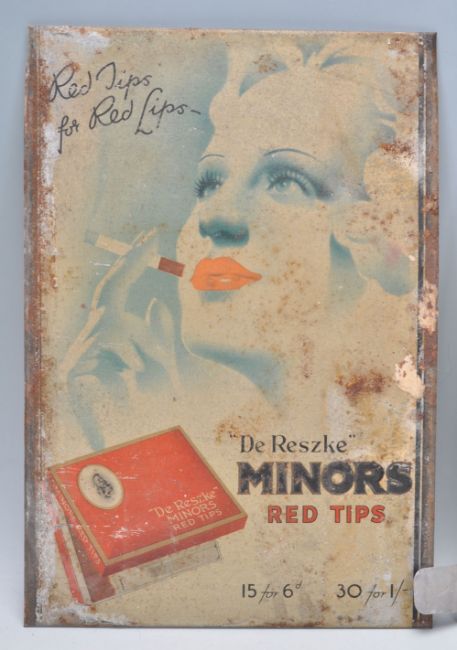 Red Tips
for Red Lips-
"De Reszke"
MINORS
RED TIPS
"De Reszke"
MINORS
RED TIPS
15 for 6d 30 for 1/-